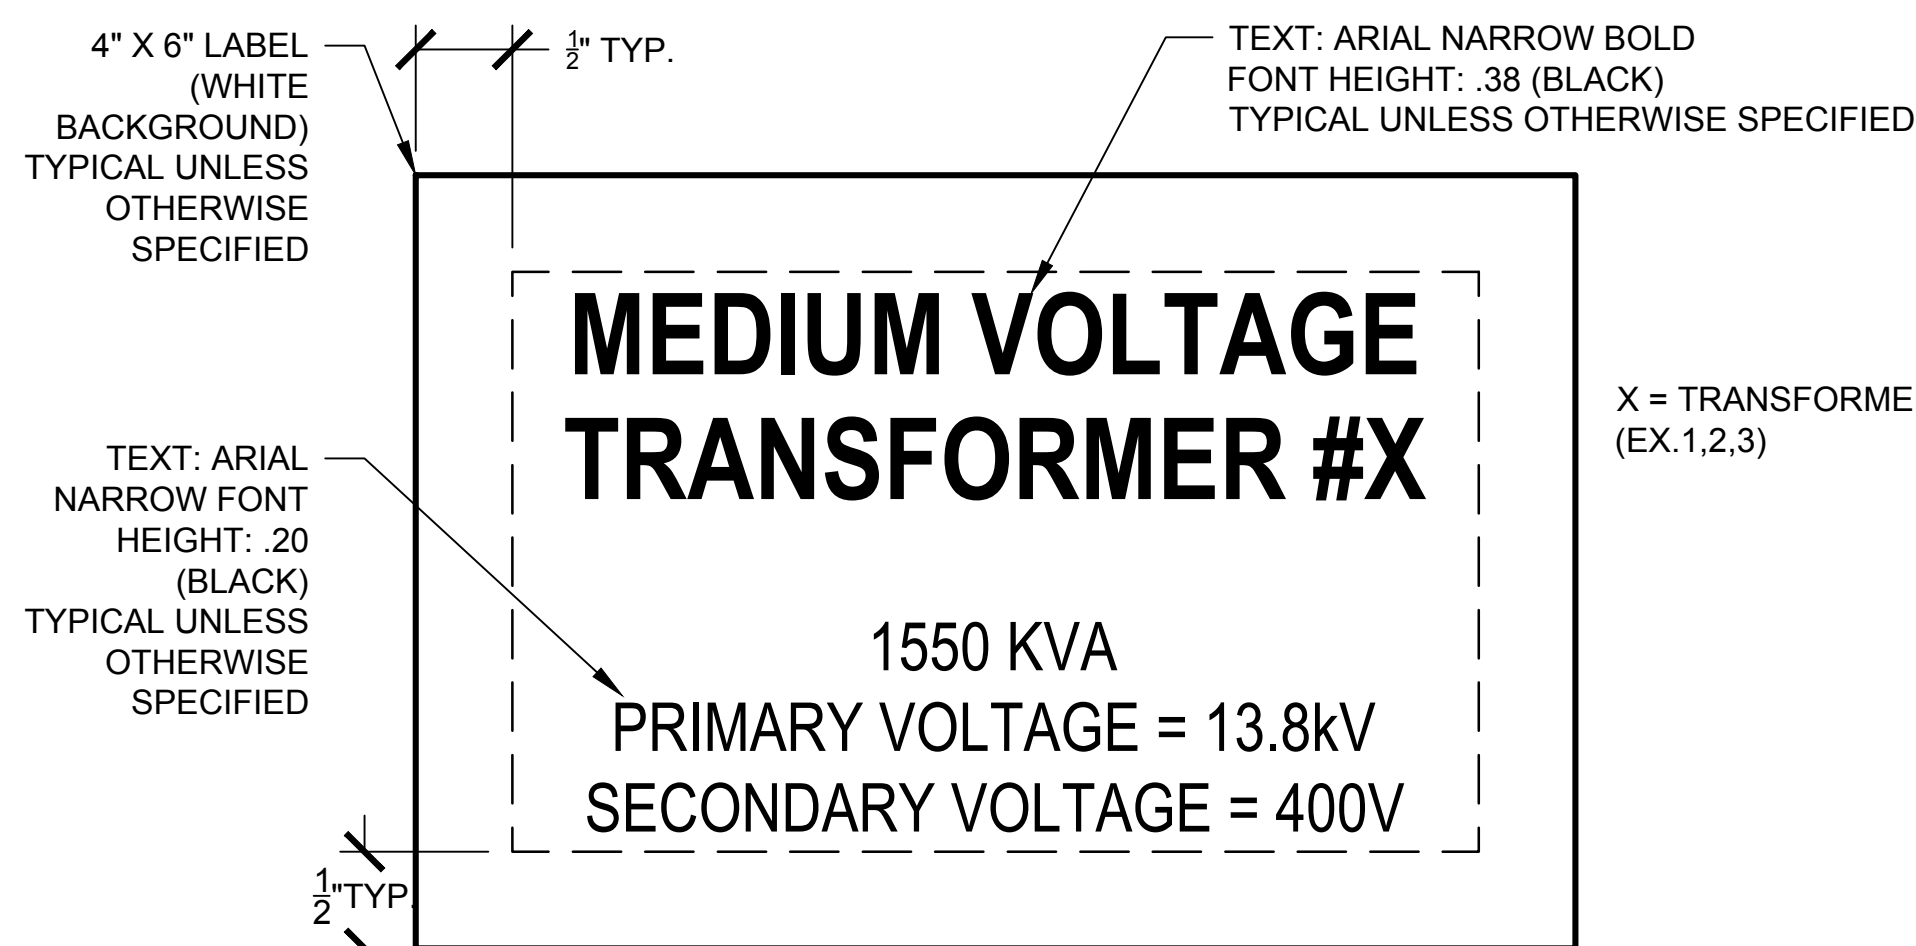 4" X 6" LABEL
(WHITE
BACKGROUND)
TYPICAL UNLESS
OTHERWISE
SPECIFIED
½" TYP.
TEXT: ARIAL NARROW BOLD
FONT HEIGHT: .38 (BLACK)
TYPICAL UNLESS OTHERWISE SPECIFIED
MEDIUM VOLTAGE
TRANSFORMER #X
X = TRANSFORME
(EX.1,2,3)
TEXT: ARIAL
NARROW FONT
HEIGHT: .20
(BLACK)
TYPICAL UNLESS
OTHERWISE
SPECIFIED
1550 KVA
PRIMARY VOLTAGE = 13.8kV
SECONDARY VOLTAGE = 400V
½"TYP.